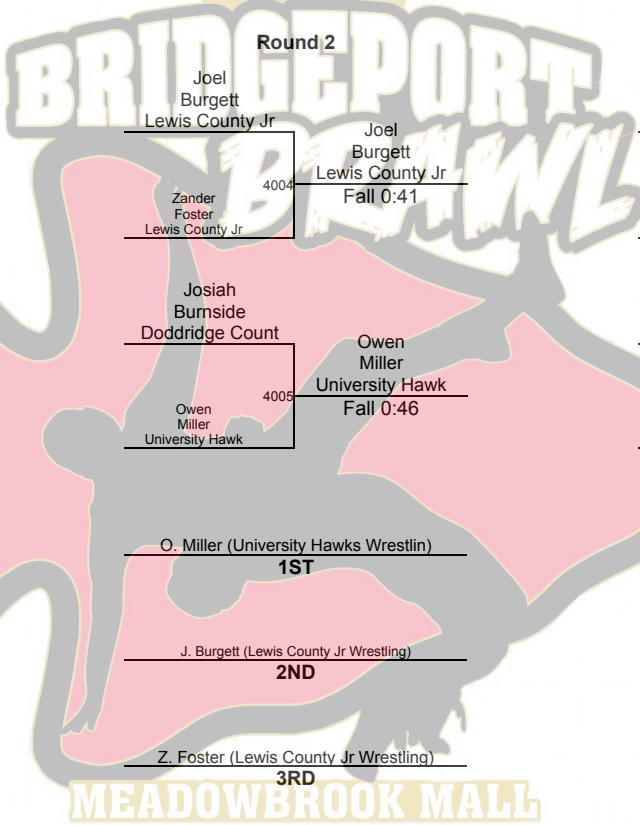 BRIDGEPORT
BRAWL
Round 2
Joel
Burgett
Lewis County Jr
4004
Zander
Foster
Lewis County Jr
Joel
Burgett
Lewis County Jr
Fall 0:41
Josiah
Burnside
Doddridge Count
4005
Owen
Miller
University Hawk
Owen
Miller
University Hawk
Fall 0:46
O. Miller (University Hawks Wrestlin)
1ST
J. Burgett (Lewis County Jr Wrestling)
2ND
Z. Foster (Lewis County Jr Wrestling)
3RD
MEADOWBROOK MALL